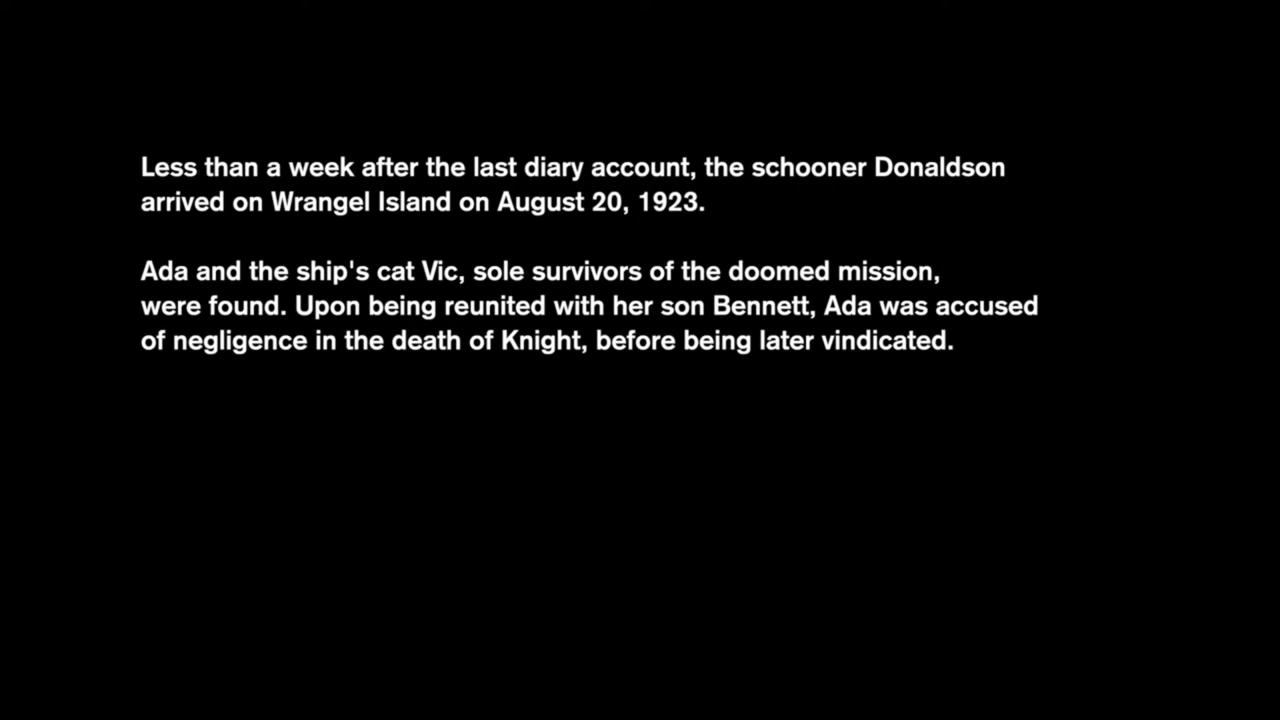 Less than a week after the last diary account, the schooner Donaldson
arrived on Wrangel Island on August 20, 1923.
Ada and the ship's cat Vic, sole survivors of the doomed mission,
were found. Upon being reunited with her son Bennett, Ada was accused
of negligence in the death of Knight, before being later vindicated.